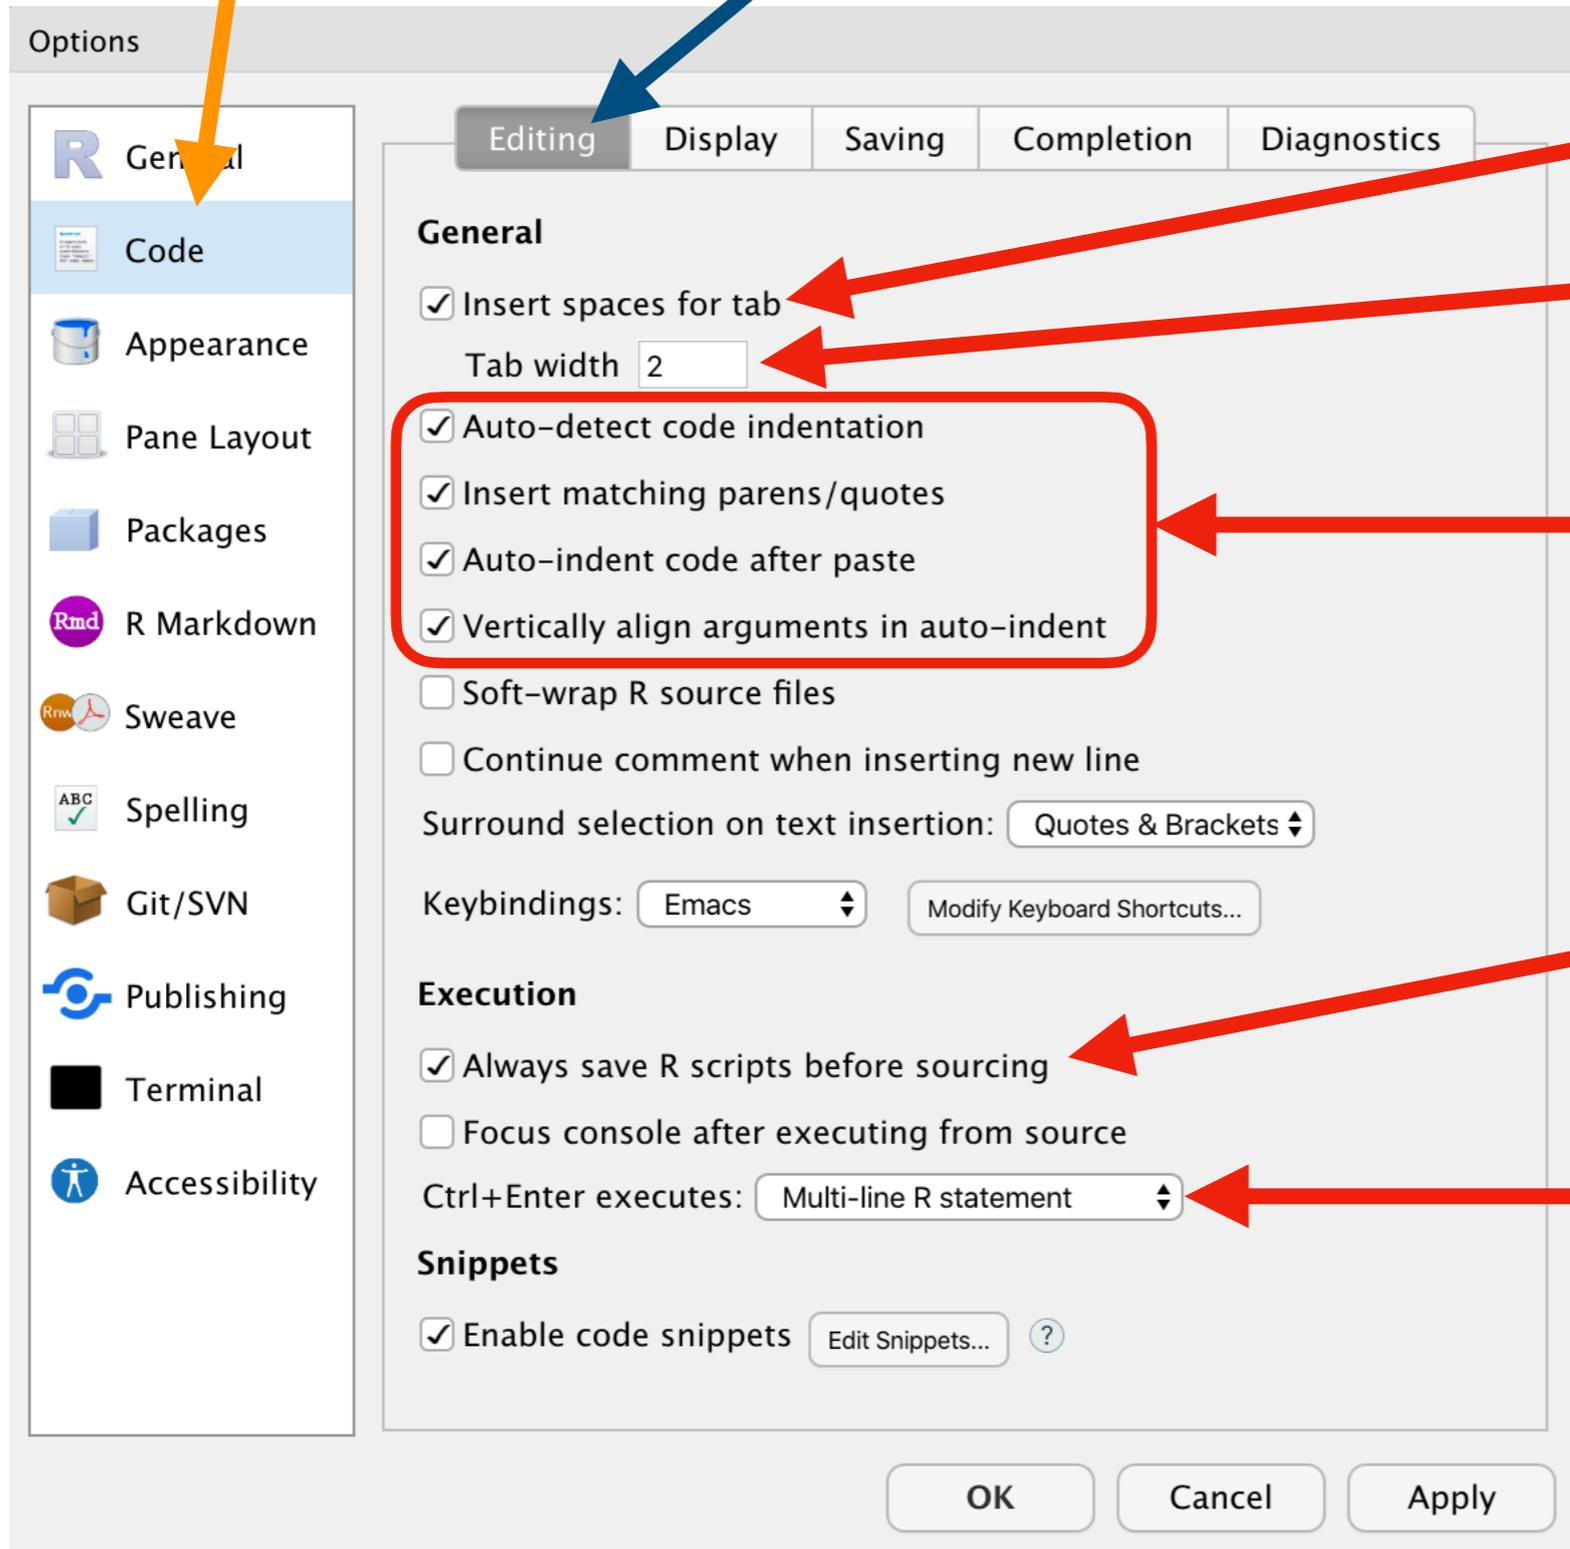 Options
General
Code
Appearance
Pane Layout
Packages
Rmd R Markdown
Rnw Sweave
ABC Spelling
Git/SVN
Publishing
Terminal
Accessibility
Editing Display Saving Completion Diagnostics
General
Insert spaces for tab
Tab width 2
Auto-detect code indentation
Insert matching parens/quotes
Auto-indent code after paste
Vertically align arguments in auto-indent
Soft-wrap R source files
Continue comment when inserting new line
Surround selection on text insertion: Quotes & Brackets
Keybindings: Emacs Modify Keyboard Shortcuts...
Execution
Always save R scripts before sourcing
Focus console after executing from source
Ctrl+Enter executes: Multi-line R statement
Snippets
Enable code snippets Edit Snippets... ?
OK Cancel Apply